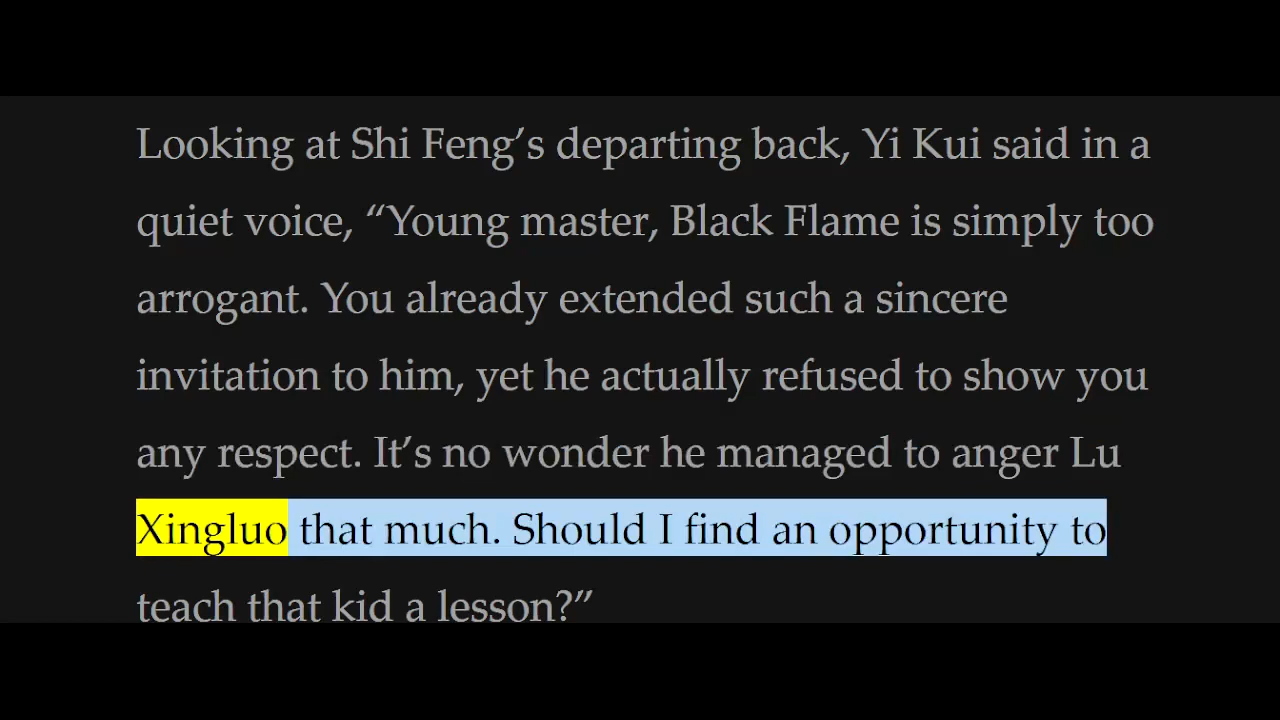 Looking at Shi Feng’s departing back, Yi Kui said in a
quiet voice, “Young master, Black Flame is simply too
arrogant. You already extended such a sincere
invitation to him, yet he actually refused to show you
any respect. It’s no wonder he managed to anger Lu
Xingluo that much. Should I find an opportunity to
teach that kid a lesson?”